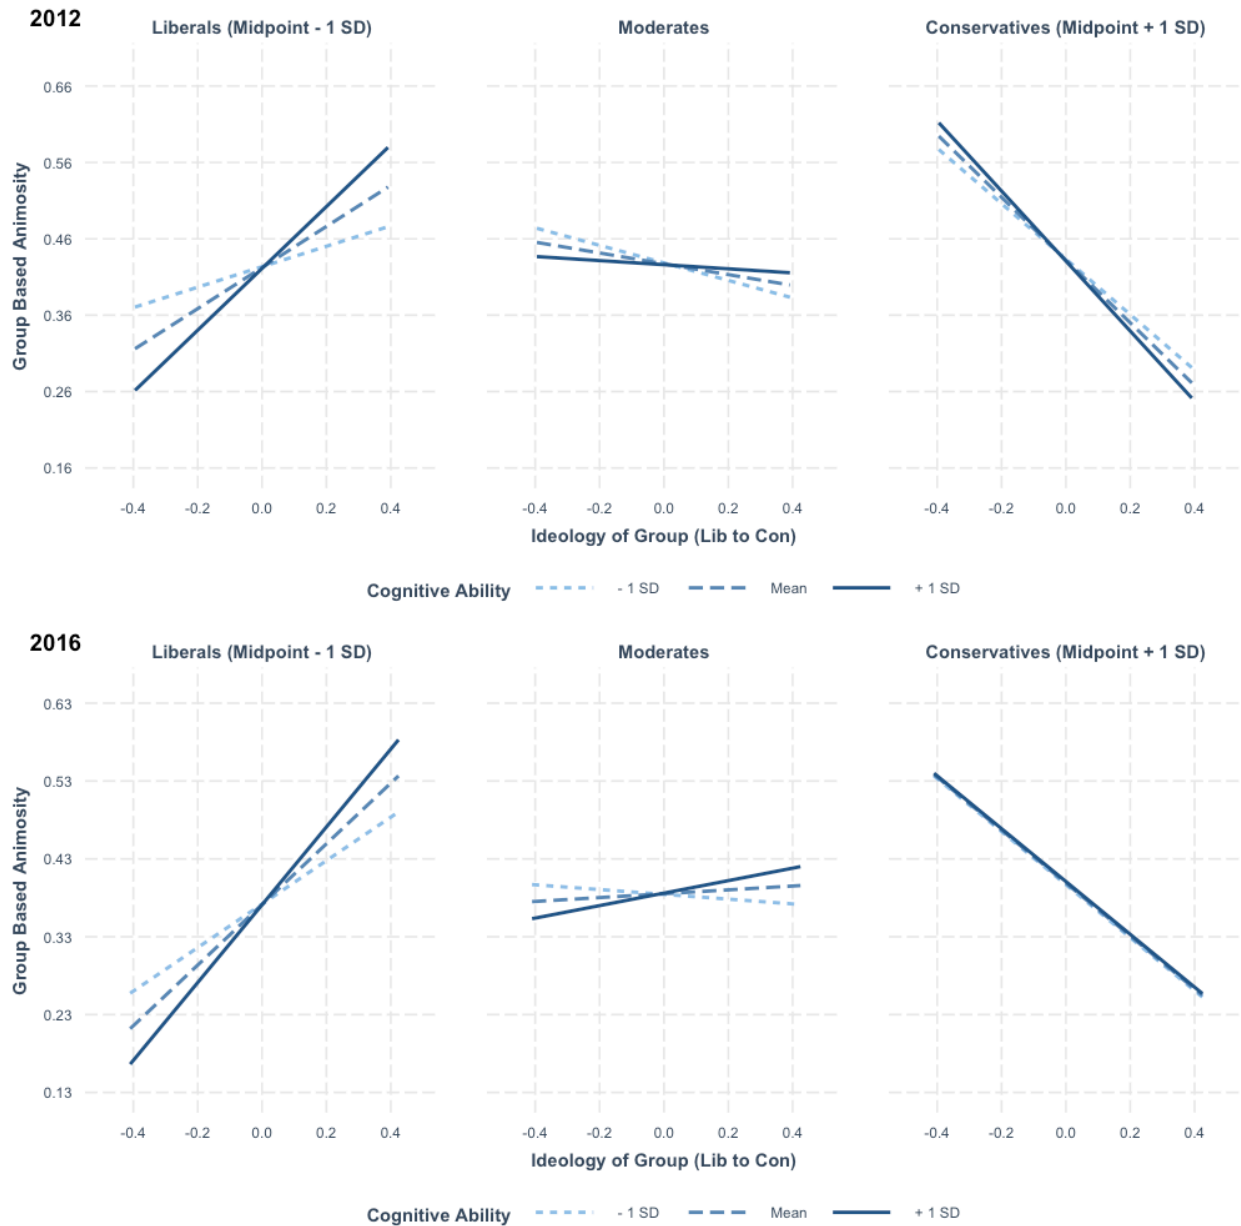 2012
Liberals (Midpoint - 1 SD) Moderates Conservatives (Midpoint + 1 SD)
Group Based Animosity
0.66
0.56
0.46
0.36
0.26
0.16
-0.4 -0.2 0.0 0.2 0.4 -0.4 -0.2 0.0 0.2 0.4 -0.4 -0.2 0.0 0.2 0.4
Ideology of Group (Lib to Con)
Cognitive Ability - 1 SD Mean + 1 SD
2016
Liberals (Midpoint - 1 SD) Moderates Conservatives (Midpoint + 1 SD)
Group Based Animosity
0.63
0.53
0.43
0.33
0.23
0.13
-0.4 -0.2 0.0 0.2 0.4 -0.4 -0.2 0.0 0.2 0.4 -0.4 -0.2 0.0 0.2 0.4
Ideology of Group (Lib to Con)
Cognitive Ability - 1 SD Mean + 1 SD